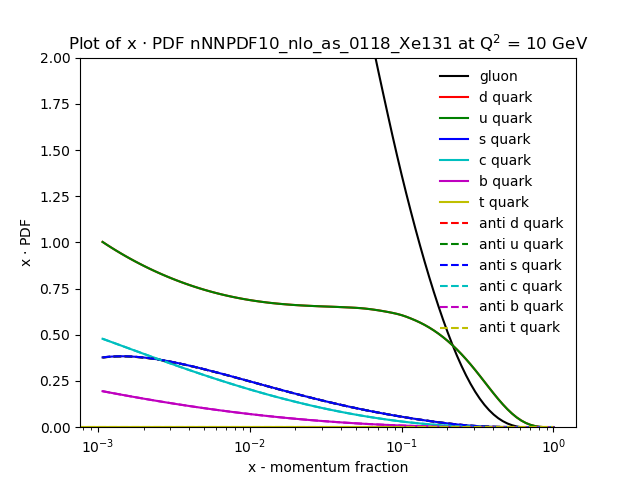 Plot of x · PDF nNNPDF10_nlo_as_0118_Xe131 at Q² = 10 GeV
2.00
1.75
1.50
1.25
1.00
0.75
0.50
0.25
0.00
x · PDF
gluon
d quark
u quark
s quark
c quark
b quark
t quark
anti d quark
anti u quark
anti s quark
anti c quark
anti b quark
anti t quark
10⁻³ 10⁻² 10⁻¹ 10⁰
x - momentum fraction